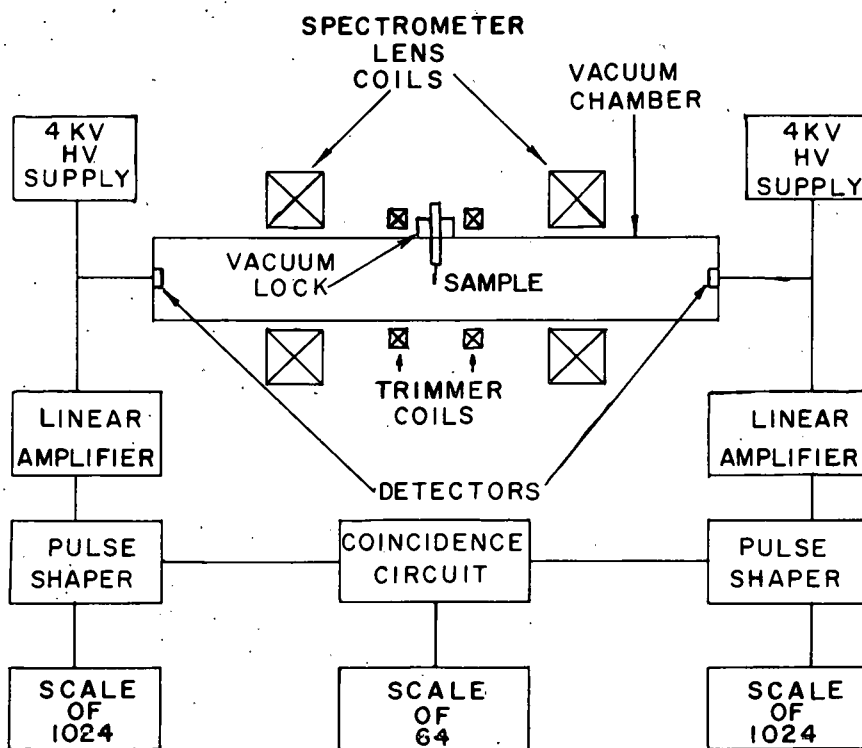 SPECTROMETER
LENS
COILS
VACUUM
CHAMBER
4 KV
HV
SUPPLY
4 KV
HV
SUPPLY
VACUUM
LOCK
SAMPLE
TRIMMER
COILS
LINEAR
AMPLIFIER
LINEAR
AMPLIFIER
DETECTORS
PULSE
SHAPER
COINCIDENCE
CIRCUIT
PULSE
SHAPER
SCALE
OF
1024
SCALE
OF
64
SCALE
OF
1024